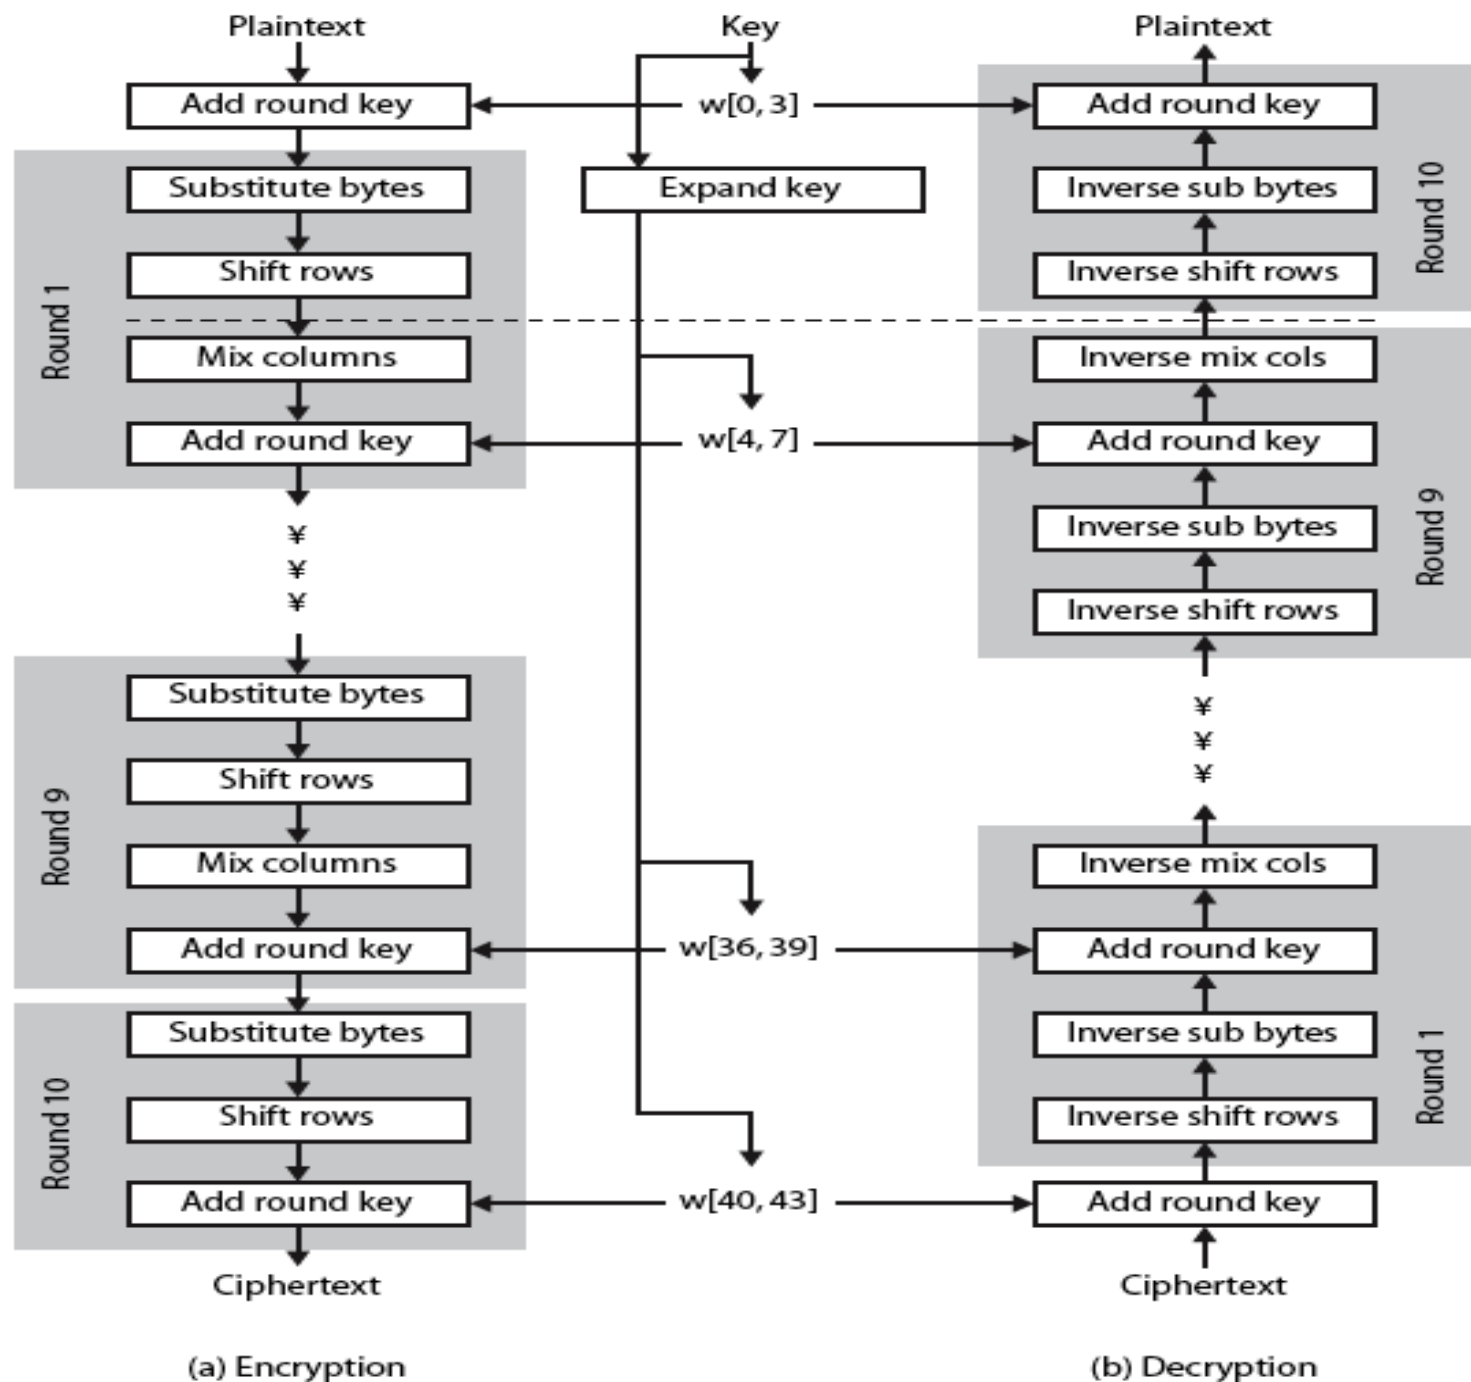 Plaintext
Add round key
Round 1
Substitute bytes
Shift rows
Mix columns
Add round key
¥
¥
¥
Round 9
Substitute bytes
Shift rows
Mix columns
Add round key
Round 10
Substitute bytes
Shift rows
Add round key
Ciphertext
(a) Encryption
Key
w[0, 3]
Expand key
w[4, 7]
w[36, 39]
w[40, 43]
Plaintext
Add round key
Inverse sub bytes
Inverse shift rows
Round 10
Inverse mix cols
Add round key
Inverse sub bytes
Inverse shift rows
Round 9
¥
¥
¥
Inverse mix cols
Add round key
Inverse sub bytes
Inverse shift rows
Round 1
Add round key
Ciphertext
(b) Decryption